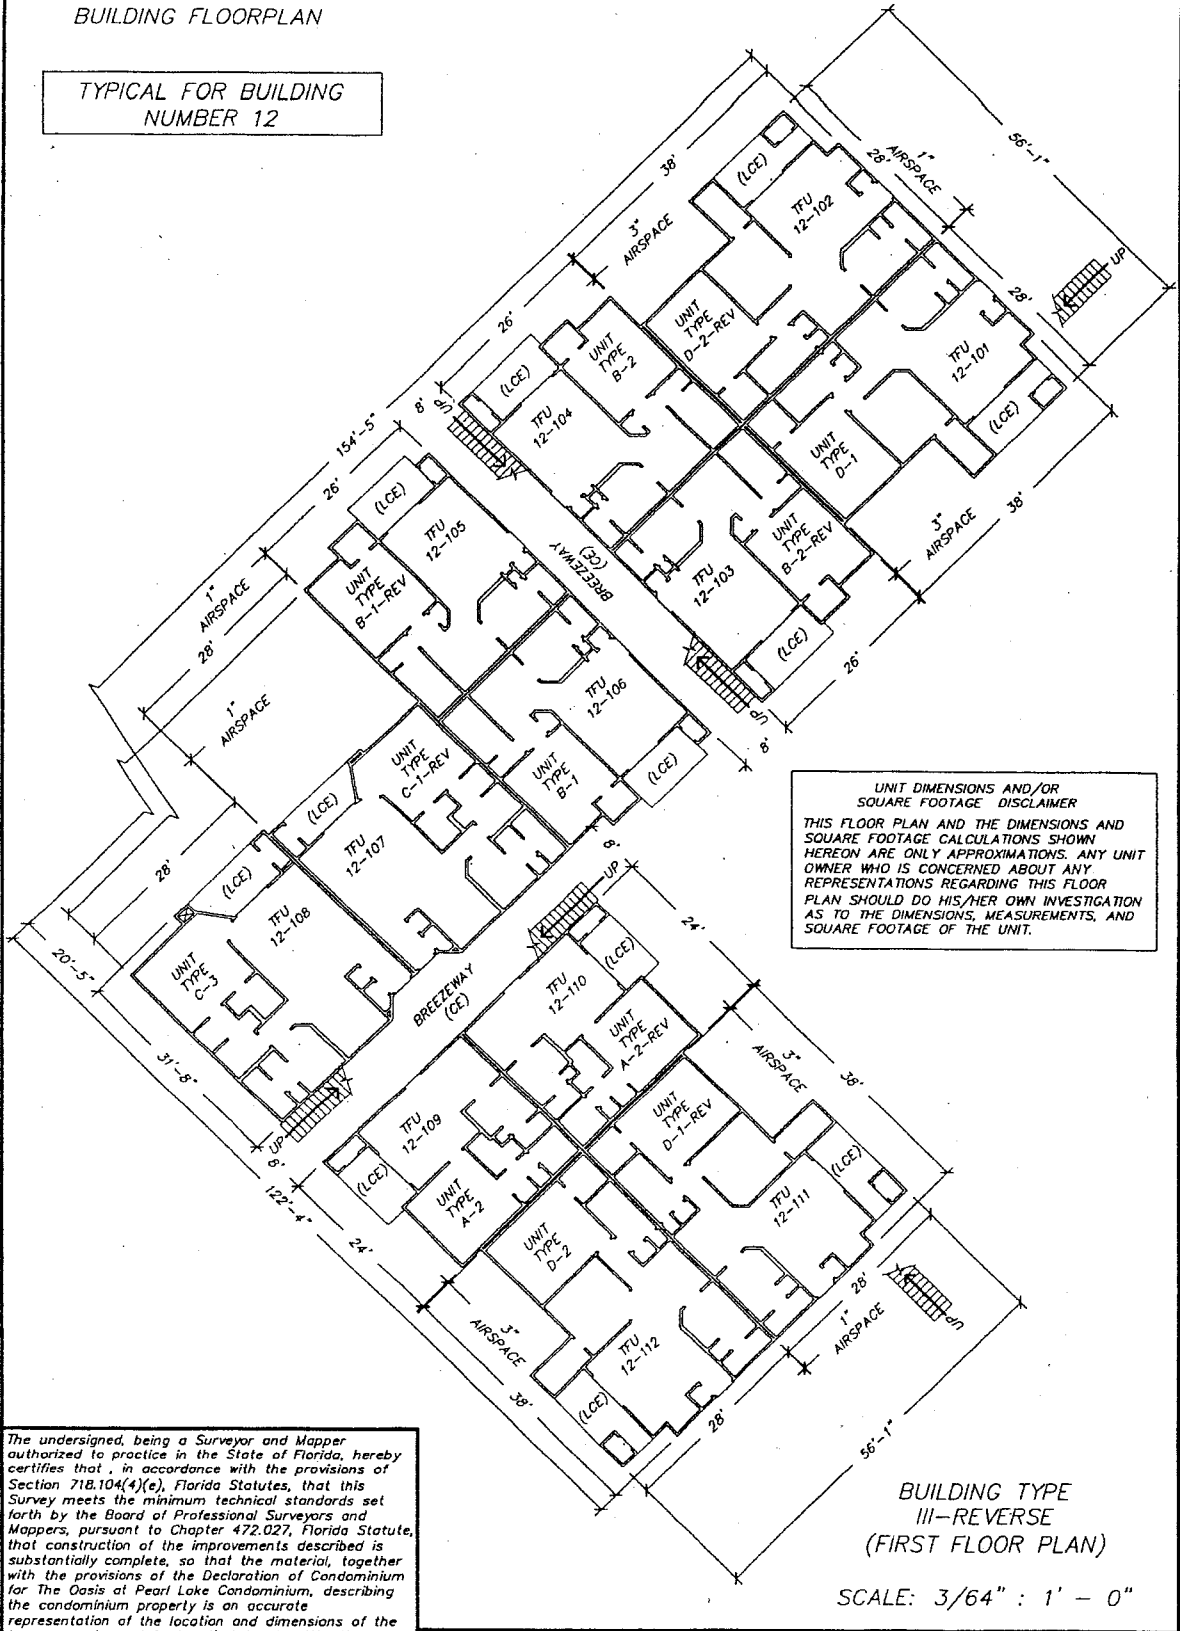 BUILDING FLOORPLAN
TYPICAL FOR BUILDING
NUMBER 12
56'-1"
1"
AIRSPACE
28'
38'
3"
AIRSPACE
(LCE)
TFU
12-102
UNIT
TYPE
D-2-REV
UP
28'
TFU
12-101
(LCE)
UNIT
TYPE
D-1
38'
3"
AIRSPACE
26'
UNIT
TYPE
B-2
(LCE)
TFU
12-104
UP
8'
154'-5"
26'
(LCE)
TFU
12-105
UNIT
TYPE
B-1-REV
BREEZEWAY
(CE)
UNIT
TYPE
B-2-REV
TFU
12-103
(LCE)
26'
UP
8'
1"
AIRSPACE
28'
1"
AIRSPACE
TFU
12-106
UNIT
TYPE
B-1
(LCE)
UNIT
TYPE
C-1-REV
(LCE)
TFU
12-107
8'
UP
28'
(LCE)
TFU
12-108
UNIT
TYPE
C-3
20'-5"
31'-8"
BREEZEWAY
(CE)
24'
(LCE)
TFU
12-110
UNIT
TYPE
A-2-REV
3"
AIRSPACE
38'
UP
8'
122'-4"
TFU
12-109
(LCE)
UNIT
TYPE
A-2
24'
UNIT
TYPE
D-1-REV
(LCE)
TFU
12-111
UNIT
TYPE
D-2
3"
AIRSPACE
TFU
12-112
(LCE)
38'
28'
28'
1"
AIRSPACE
UP
56'-1"
UNIT DIMENSIONS AND/OR
SQUARE FOOTAGE DISCLAIMER
THIS FLOOR PLAN AND THE DIMENSIONS AND
SQUARE FOOTAGE CALCULATIONS SHOWN
HEREON ARE ONLY APPROXIMATIONS. ANY UNIT
OWNER WHO IS CONCERNED ABOUT ANY
REPRESENTATIONS REGARDING THIS FLOOR
PLAN SHOULD DO HIS/HER OWN INVESTIGATION
AS TO THE DIMENSIONS, MEASUREMENTS, AND
SQUARE FOOTAGE OF THE UNIT.
The undersigned, being a Surveyor and Mapper
authorized to practice in the State of Florida, hereby
certifies that , in accordance with the provisions of
Section 718.104(4)(e), Florida Statutes, that this
Survey meets the minimum technical standards set
forth by the Board of Professional Surveyors and
Mappers, pursuant to Chapter 472.027, Florida Statute,
that construction of the improvements described is
substantially complete, so that the material, together
with the provisions of the Declaration of Condominium
for The Oasis at Pearl Lake Condominium, describing
the condominium property is an accurate
representation of the location and dimensions of the
BUILDING TYPE
III-REVERSE
(FIRST FLOOR PLAN)
SCALE: 3/64" : 1' - 0"